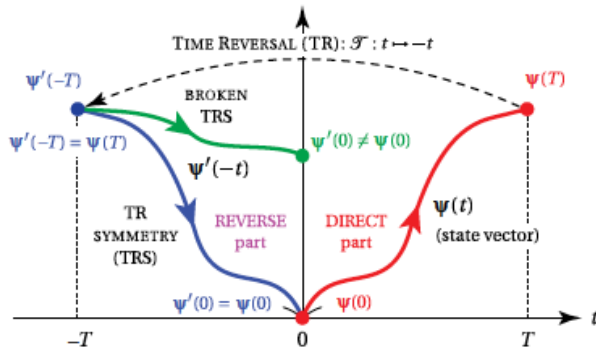 TIME REVERSAL (TR): 𝒯 : t ↦ −t
Ψ′(−T)
Ψ(T)
BROKEN
TRS
Ψ′(0) ≠ Ψ(0)
Ψ′(−T) = Ψ(T)
Ψ′(−t)
TR
SYMMETRY
(TRS)
REVERSE
part
DIRECT
part
Ψ(t)
(state vector)
Ψ′(0) = Ψ(0)
Ψ(0)
−T
0
T
t